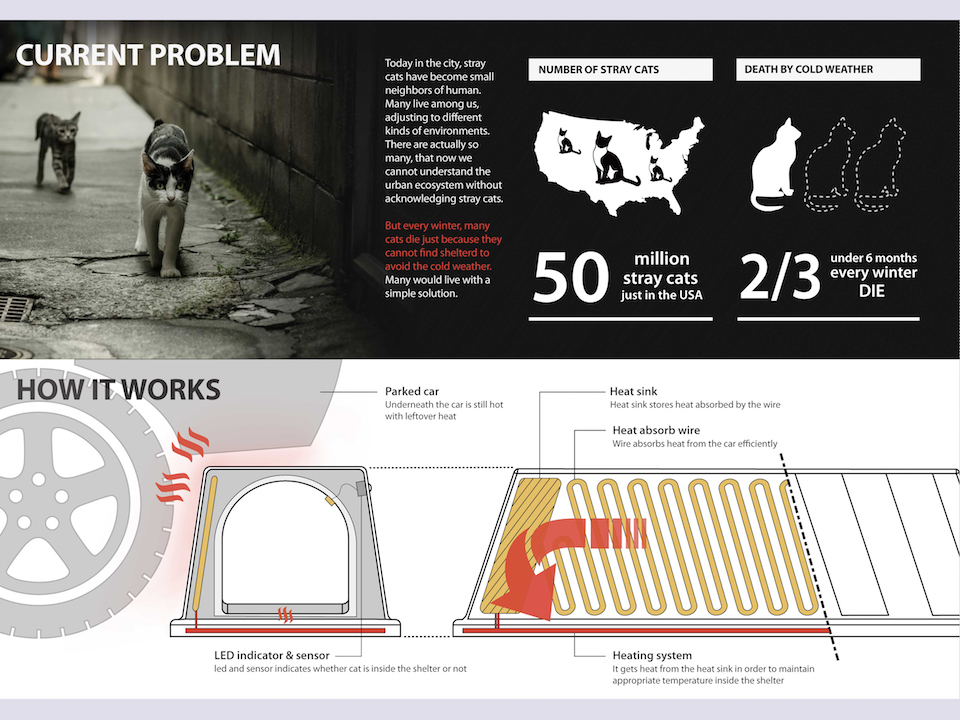 CURRENT PROBLEM
Today in the city, stray
cats have become small
neighbors of human.
Many live among us,
adjusting to different
kinds of environments.
There are actually so
many, that now we
cannot understand the
urban ecosystem without
acknowledging stray cats.
But every winter, many
cats die just because they
cannot find shelterd to
avoid the cold weather.
Many would live with a
simple solution.
NUMBER OF STRAY CATS
50
million
stray cats
just in the USA
DEATH BY COLD WEATHER
2/3
under 6 months
every winter
DIE
HOW IT WORKS
Parked car
Underneath the car is still hot
with leftover heat
Heat sink
Heat sink stores heat absorbed by the wire
Heat absorb wire
Wire absorbs heat from the car efficiently
LED indicator & sensor
led and sensor indicates whether cat is inside the shelter or not
Heating system
It gets heat from the heat sink in order to maintain
appropriate temperature inside the shelter